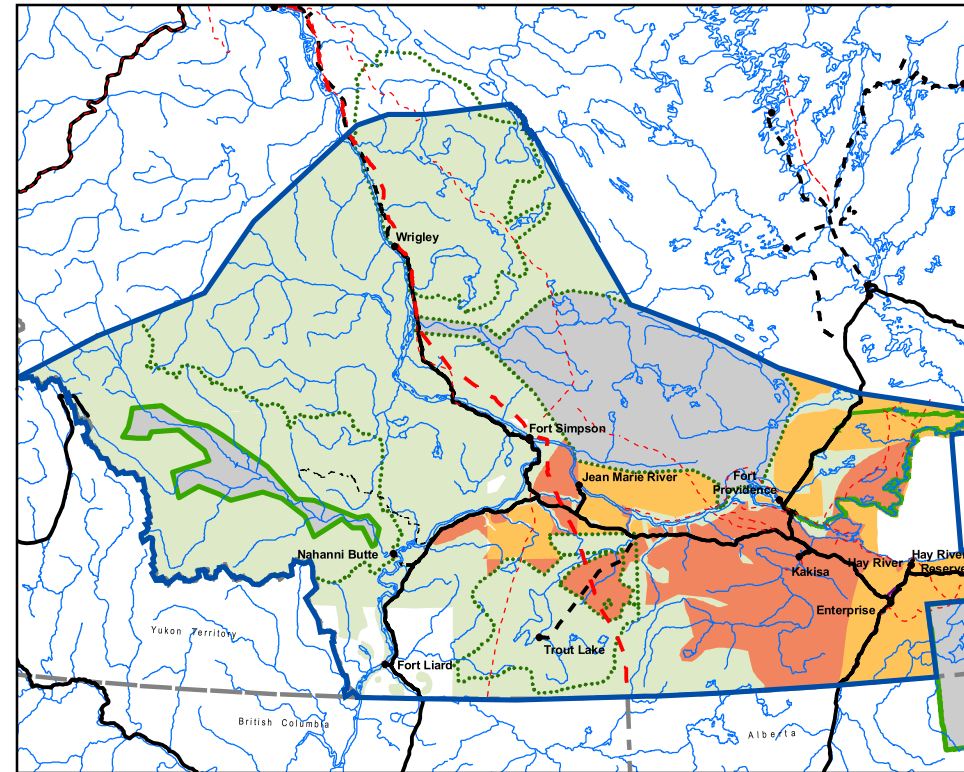 Wrigley
Fort Simpson
Jean Marie River
Fort
Providence
Nahanni Butte
Hay River
Hay River
Reserve
Kakisa
Enterprise
Yukon Territory
Trout Lake
Fort Liard
British Columbia
Alberta